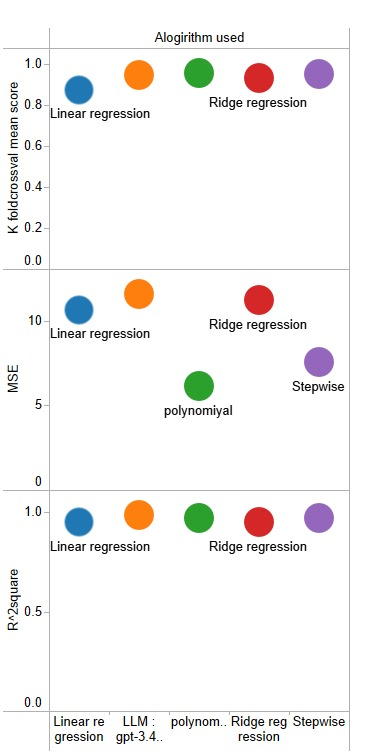 Alogirithm used
K foldcrossval mean score
1.0
0.8
0.6
0.4
0.2
0.0
Linear regression
Ridge regression
MSE
10
5
0
Linear regression
Ridge regression
Stepwise
polynomiyal
R^2square
1.0
0.5
0.0
Linear regression
Ridge regression
Linear re
gression
LLM :
gpt-3.4..
polynom..
Ridge reg
ression
Stepwise